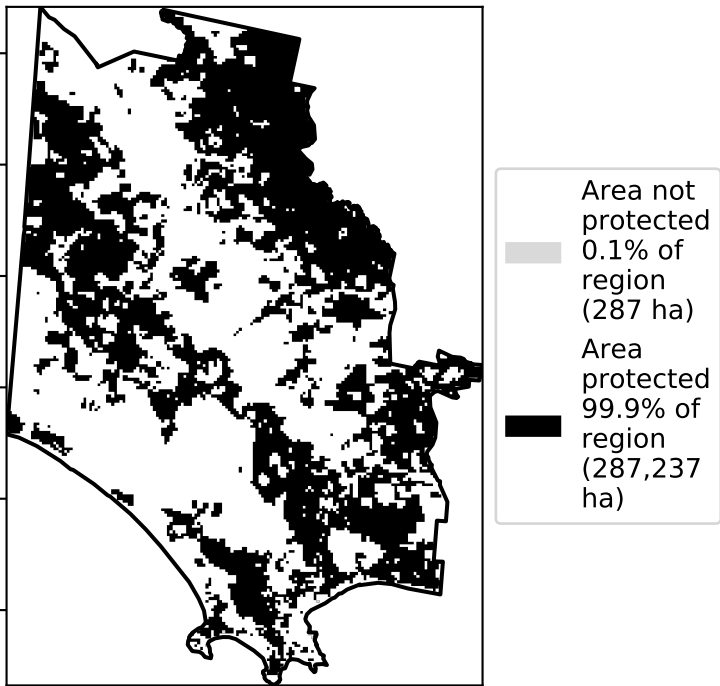 Area not
protected
0.1% of
region
(287 ha)
Area
protected
99.9% of
region
(287,237
ha)